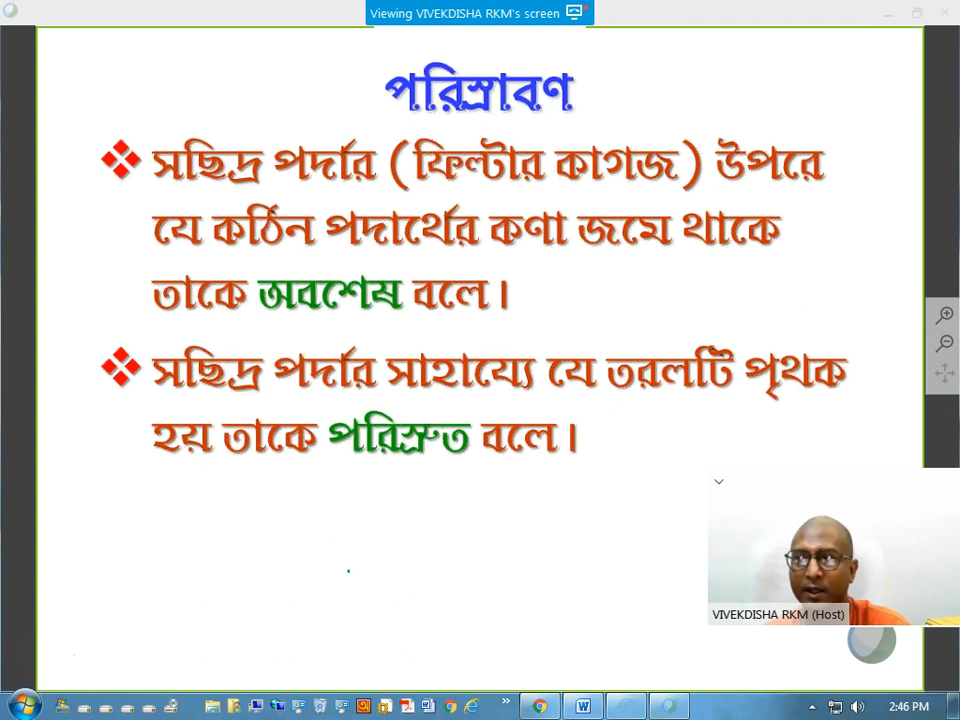 Viewing VIVEKDISHA RKM's screen
পরিস্রাবণ
❖ সছিদ্র পর্দার (ফিল্টার কাগজ) উপরে
যে কঠিন পদার্থের কণা জমে থাকে
তাকে অবশেষ বলে।
❖ সছিদ্র পর্দার সাহায্যে যে তরলটি পৃথক
হয় তাকে পরিস্রুত বলে।
VIVEKDISHA RKM (Host)
2:46 PM